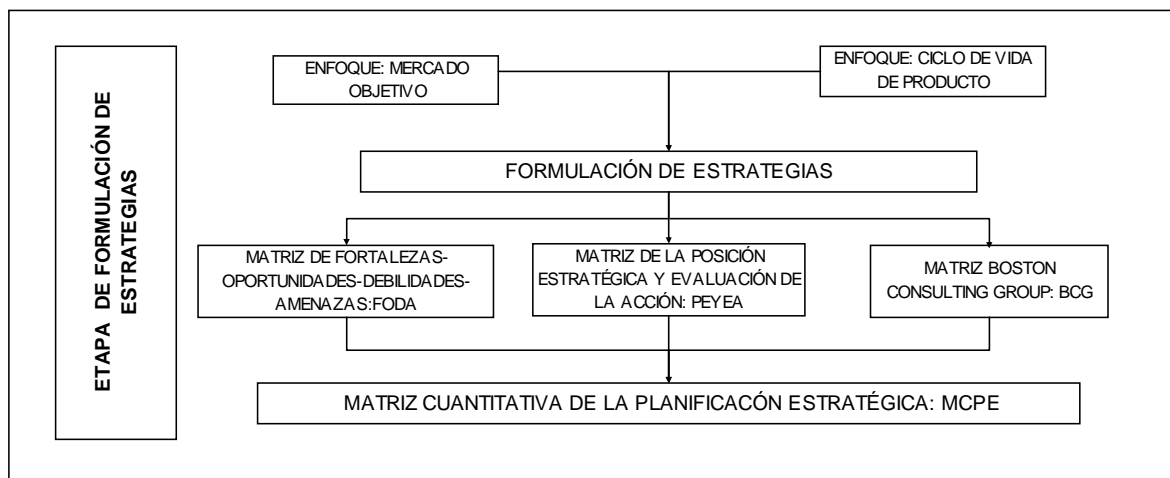 ETAPA DE FORMULACIÓN DE
ESTRATEGIAS
ENFOQUE: MERCADO
OBJETIVO
ENFOQUE: CICLO DE VIDA
DE PRODUCTO
FORMULACIÓN DE ESTRATEGIAS
MATRIZ DE FORTALEZAS-
OPORTUNIDADES-DEBILIDADES-
AMENAZAS:FODA
MATRIZ DE LA POSICIÓN
ESTRATÉGICA Y EVALUACIÓN DE
LA ACCIÓN: PEYEA
MATRIZ BOSTON
CONSULTING GROUP: BCG
MATRIZ CUANTITATIVA DE LA PLANIFICACÓN ESTRATÉGICA: MCPE